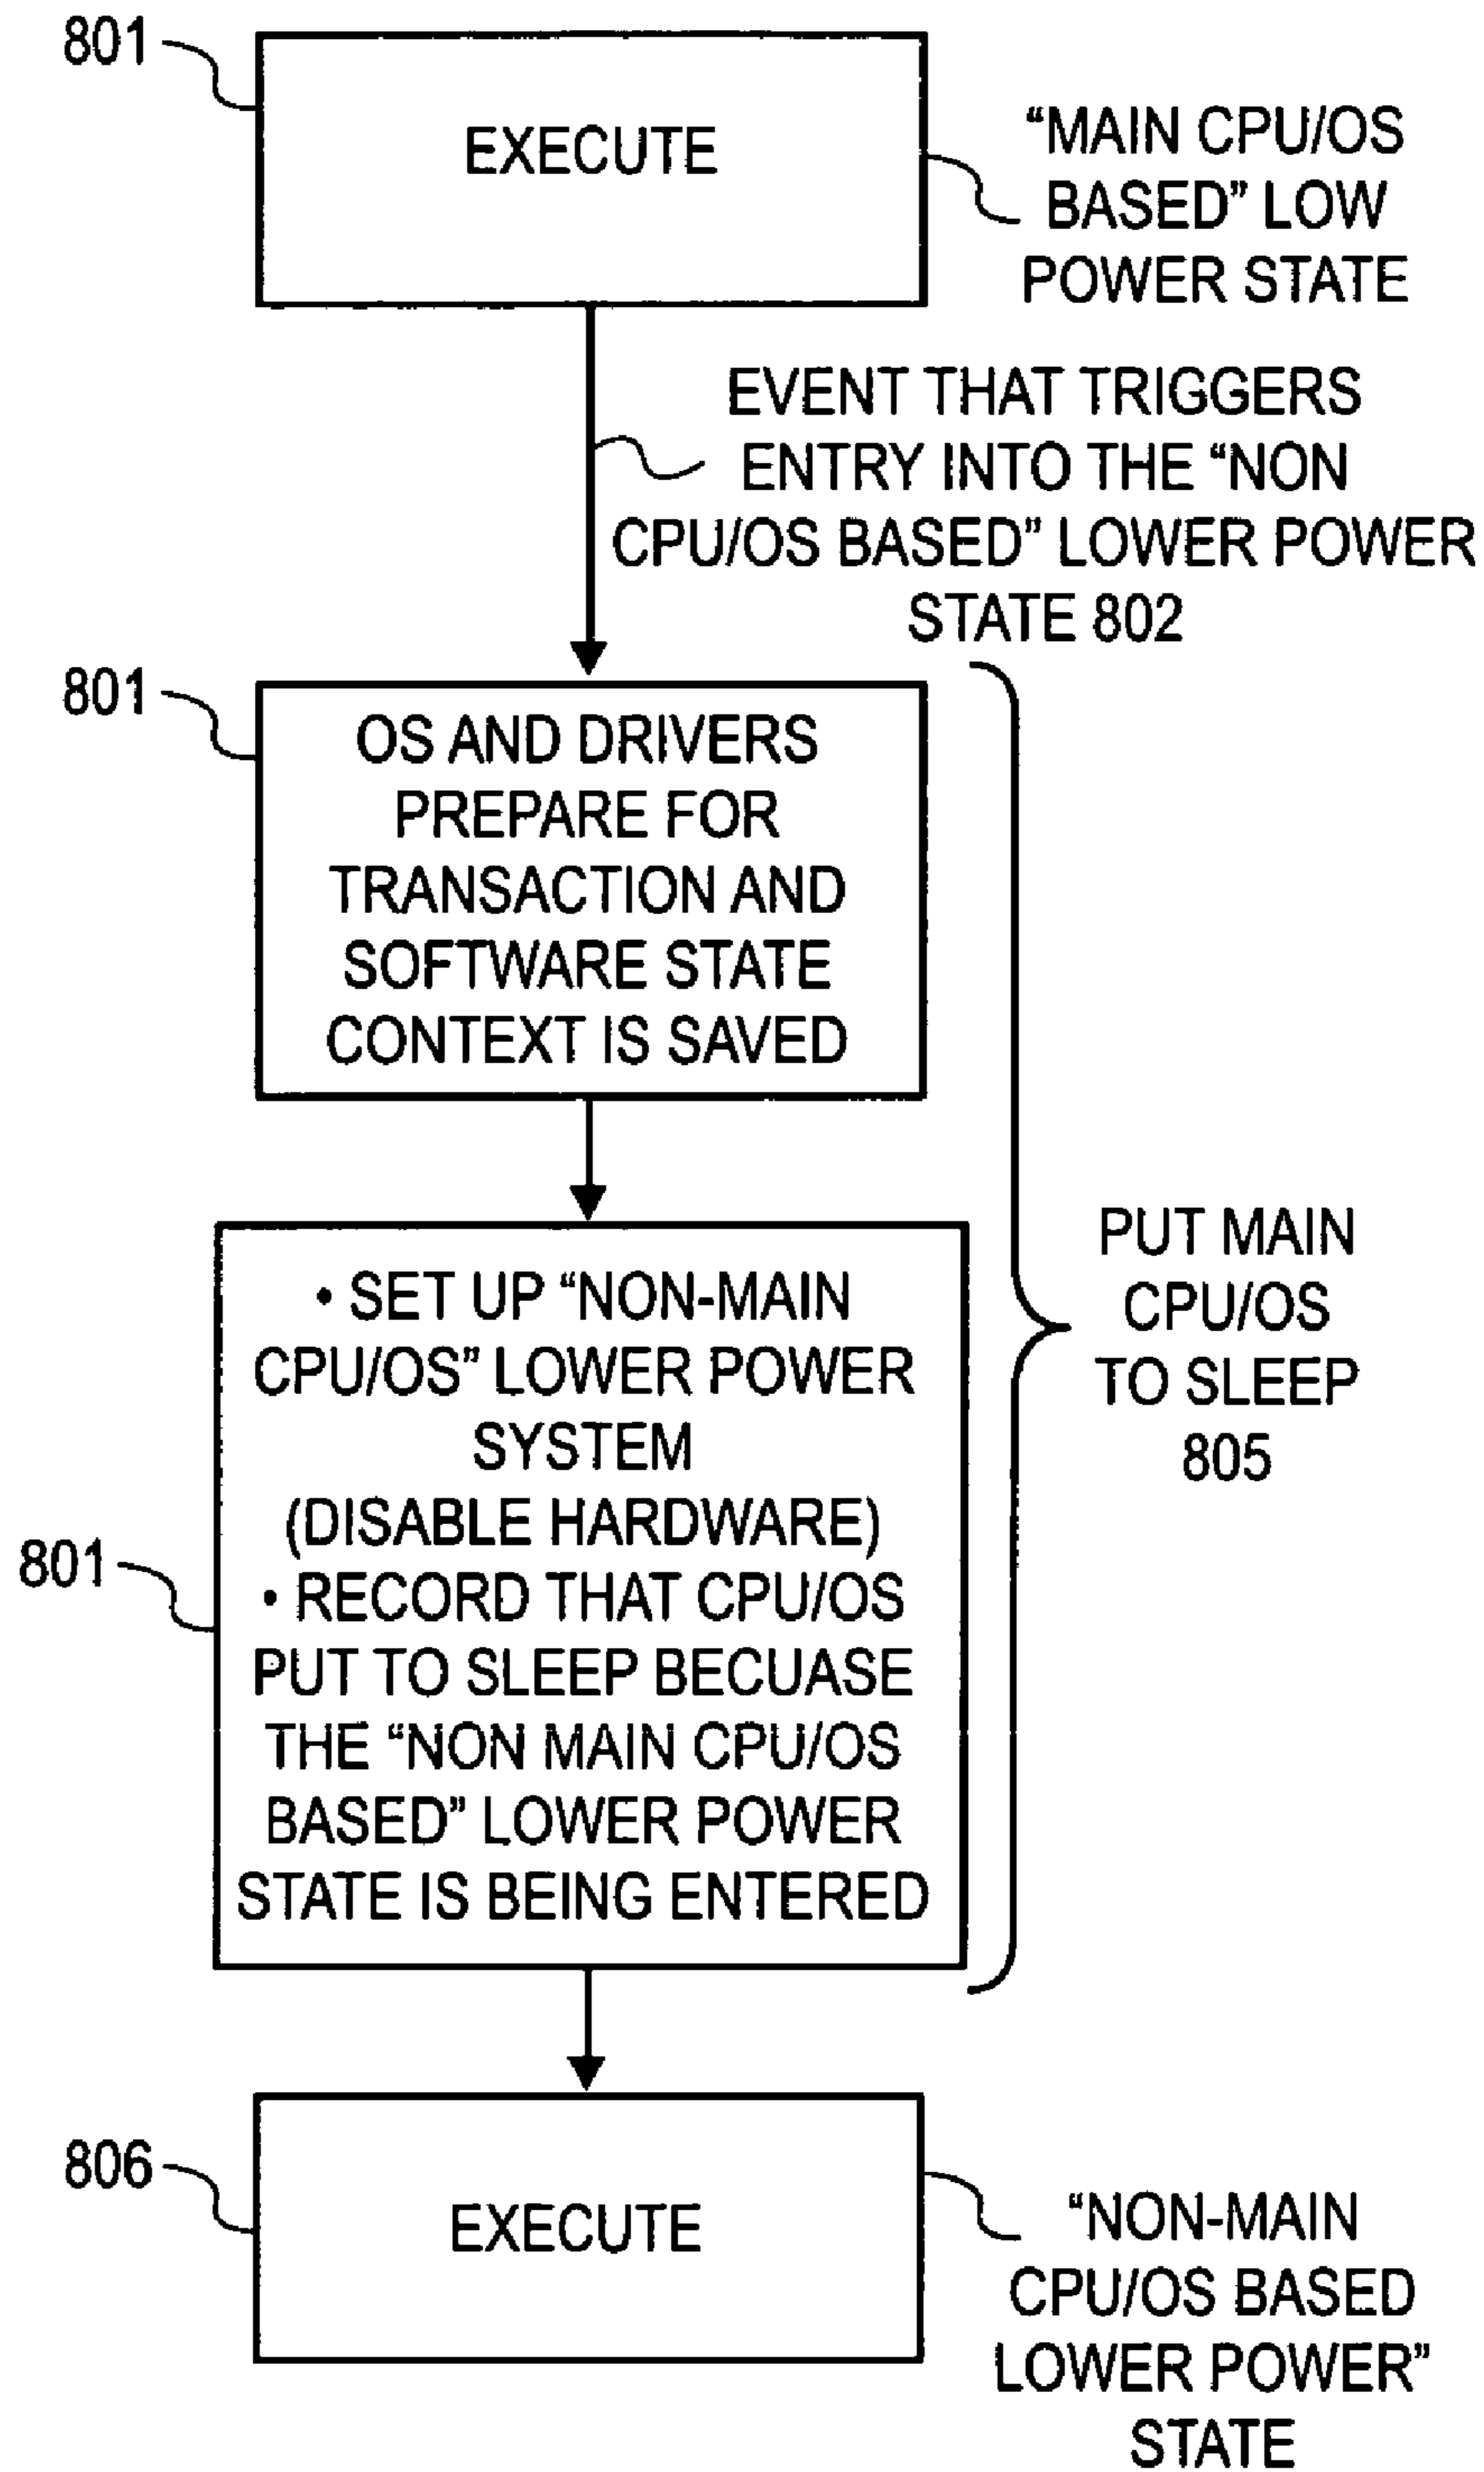 801
EXECUTE
“MAIN CPU/OS
BASED” LOW
POWER STATE
EVENT THAT TRIGGERS
ENTRY INTO THE “NON
CPU/OS BASED” LOWER POWER
STATE 802
801
OS AND DRIVERS
PREPARE FOR
TRANSACTION AND
SOFTWARE STATE
CONTEXT IS SAVED
801
• SET UP “NON-MAIN
CPU/OS” LOWER POWER
SYSTEM
(DISABLE HARDWARE)
• RECORD THAT CPU/OS
PUT TO SLEEP BECUASE
THE “NON MAIN CPU/OS
BASED” LOWER POWER
STATE IS BEING ENTERED
PUT MAIN
CPU/OS
TO SLEEP
805
806
EXECUTE
“NON-MAIN
CPU/OS BASED
LOWER POWER”
STATE